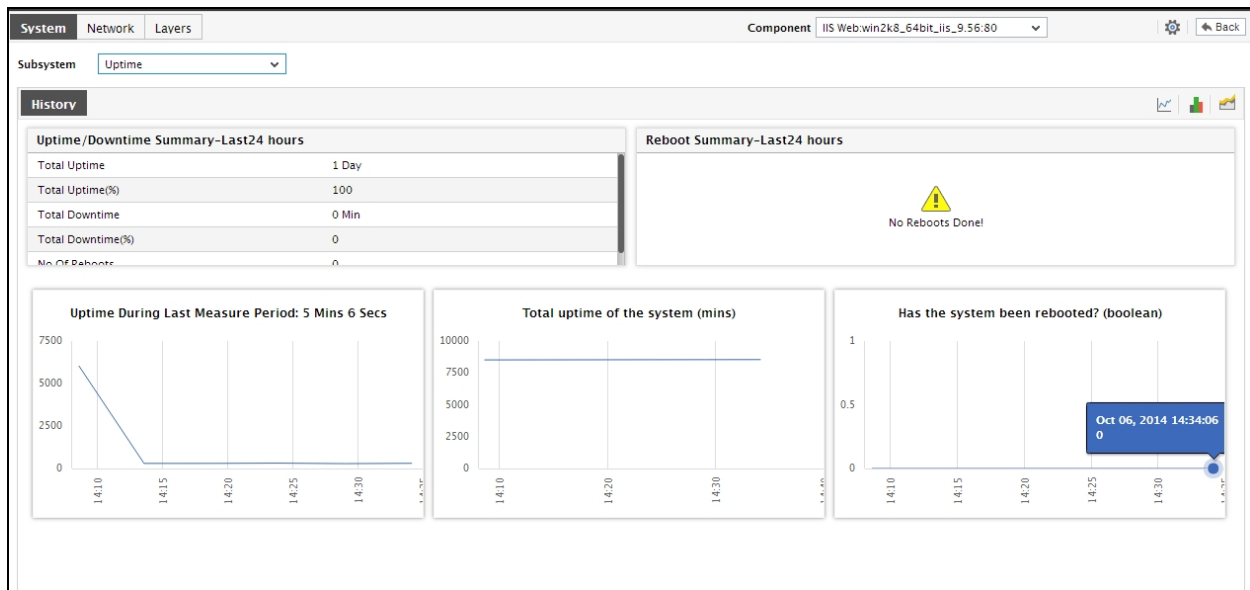 System Network Layers Component IIS Web:win2k8_64bit_iis_9.56:80 Back
Subsystem Uptime
History
Uptime/Downtime Summary-Last24 hours
Total Uptime 1 Day
Total Uptime(%) 100
Total Downtime 0 Min
Total Downtime(%) 0
No Of Reboots 0
Reboot Summary-Last24 hours
No Reboots Done!
Uptime During Last Measure Period: 5 Mins 6 Secs
7500
5000
2500
0
14:10 14:15 14:20 14:25 14:30
Total uptime of the system (mins)
10000
7500
5000
2500
0
14:10 14:20 14:30
Has the system been rebooted? (boolean)
1
0.5
0
Oct 06, 2014 14:34:06
0
14:10 14:15 14:20 14:25 14:30